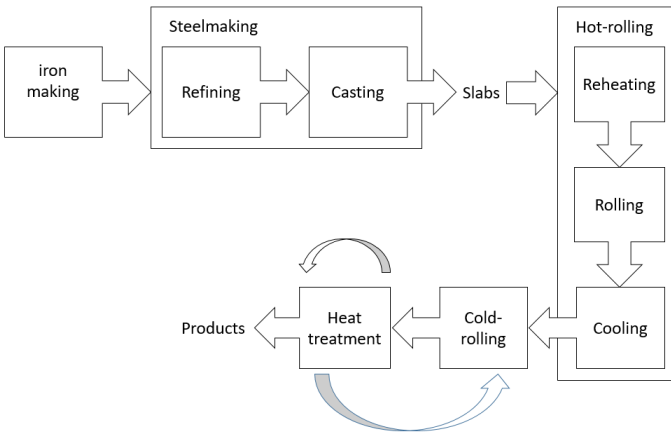 Steelmaking
Hot-rolling
iron
making
Refining
Casting
Slabs
Reheating
Rolling
Products
Heat
treatment
Cold-
rolling
Cooling